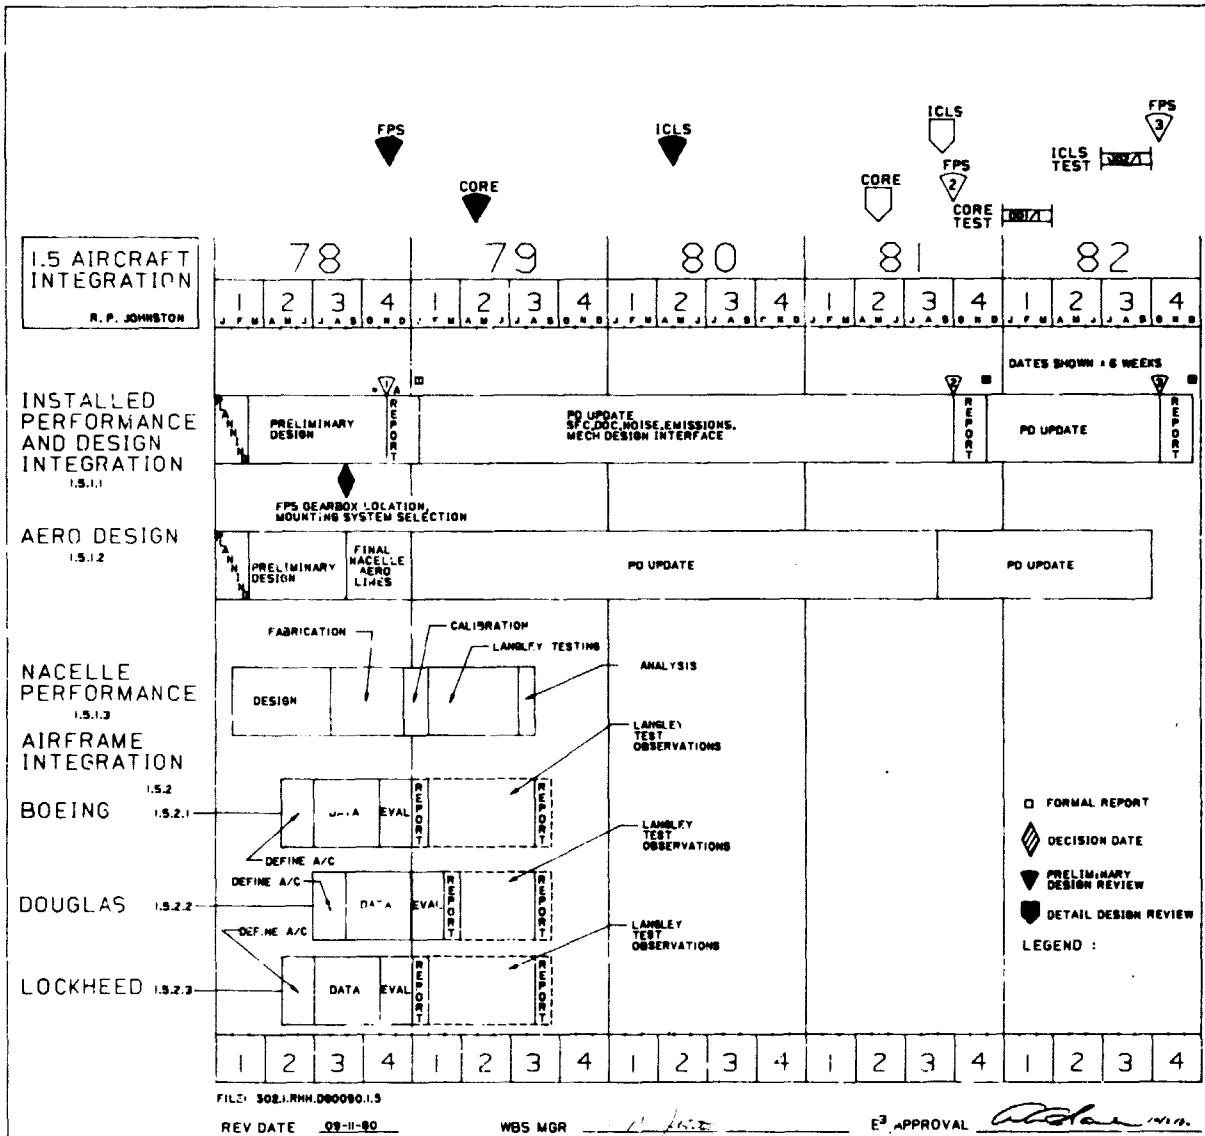 FPS
ICLS
ICLS
FPS
3
ICLS
TEST
CORE
CORE
FPS
2
CORE
TEST
1.5 AIRCRAFT
INTEGRATION
R. P. JOHNSTON
78 79 80 81 82
1 2 3 4 1 2 3 4 1 2 3 4 1 2 3 4 1 2 3 4
J F M A M J J A S O N D F M A M J J A S O N D J F M A M J J A S O N D J F M A M J J A S O N D J F M A M J J A S O N D
DATES SHOWN ± 6 WEEKS
1 2 3
INSTALLED
PERFORMANCE
AND DESIGN
INTEGRATION
1.5.1.1
PLANNING
PRELIMINARY
DESIGN
REPORT
PD UPDATE
SFC, DOC, NOISE, EMISSIONS,
MECH DESIGN INTERFACE
REPORT
PD UPDATE
REPORT
FPS GEARBOX LOCATION,
MOUNTING SYSTEM SELECTION
AERO DESIGN
1.5.1.2
PLANNING
PRELIMINARY
DESIGN
FINAL
NACELLE
AERO
LINES
PD UPDATE
PD UPDATE
FABRICATION
CALIBRATION
LANGLEY TESTING
ANALYSIS
NACELLE
PERFORMANCE
1.5.1.3
DESIGN
AIRFRAME
INTEGRATION
1.5.2
LANGLEY
TEST
OBSERVATIONS
BOEING 1.5.2.1
DATA
EVAL
REPORT
REPORT
DEFINE A/C
LANGLEY
TEST
OBSERVATIONS
DEFINE A/C
DOUGLAS 1.5.2.2
DATA
EVAL
REPORT
REPORT
DEFINE A/C
LANGLEY
TEST
OBSERVATIONS
LOCKHEED 1.5.2.3
DATA
EVAL
REPORT
REPORT
FORMAL REPORT
DECISION DATE
PRELIMINARY
DESIGN REVIEW
DETAIL DESIGN REVIEW
LEGEND :
1 2 3 4 1 2 3 4 1 2 3 4 1 2 3 4 1 2 3 4
FILE: 302.1.RHH.D80090.1.5
REV DATE 09-11-80
WBS MGR
E3 APPROVAL